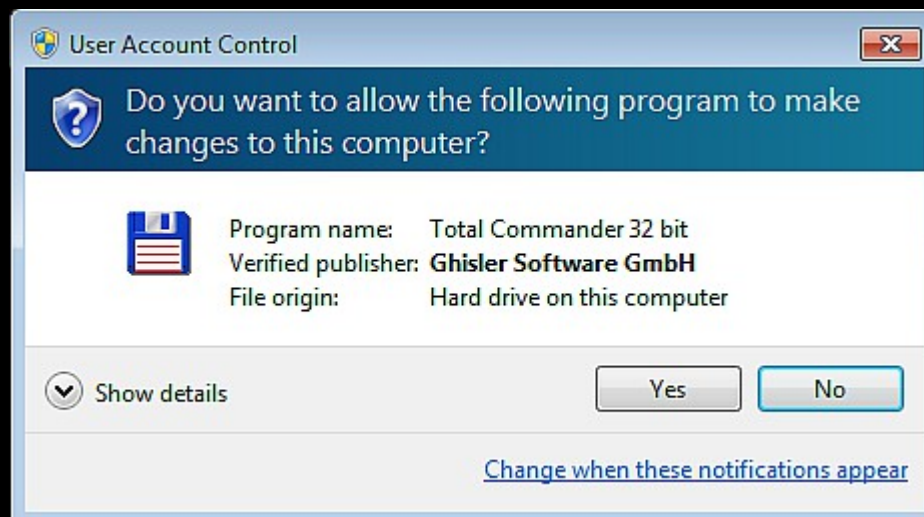 User Account Control
Do you want to allow the following program to make
changes to this computer?
Program name: Total Commander 32 bit
Verified publisher: Ghisler Software GmbH
File origin: Hard drive on this computer
Show details
Yes
No
Change when these notifications appear